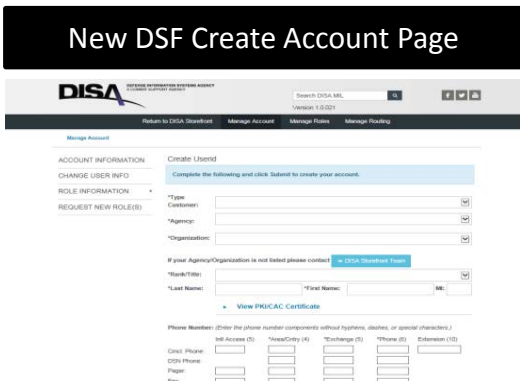 New DSF Create Account Page
DISA DEFENSE INFORMATION SYSTEMS AGENCY
A COMBAT SUPPORT AGENCY
Search DISA.MIL
Version 1.0.021
Return to DISA Storefront Manage Account Manage Roles Manage Routing
Manage Account
ACCOUNT INFORMATION
CHANGE USER INFO
ROLE INFORMATION
REQUEST NEW ROLE(S)
Create Userid
Complete the following and click Submit to create your account.
*Type
Customer:
*Agency:
*Organization:
If your Agency/Organization is not listed please contact DISA Storefront Team
*Rank/Title:
*Last Name: *First Name: MI:
View PKI/CAC Certificate
Phone Number: (Enter the phone number components without hyphens, dashes, or special characters.)
Intl Access (5) *Area/Cntry (4) *Exchange (5) *Phone (6) Extension (10)
Cmcl. Phone:
DSN Phone:
Pager:
Fax: